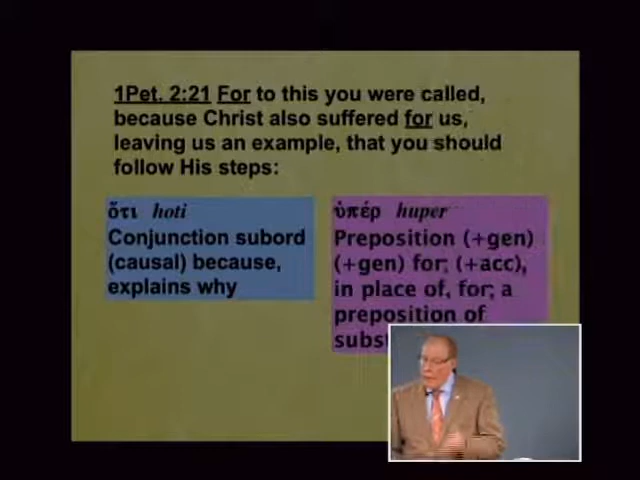 1Pet. 2:21 For to this you were called,
because Christ also suffered for us,
leaving us an example, that you should
follow His steps:
ὅτι hoti
Conjunction subord
(causal) because,
explains why
ὑπέρ huper
Preposition (+gen)
(+gen) for; (+acc),
in place of, for; a
preposition of